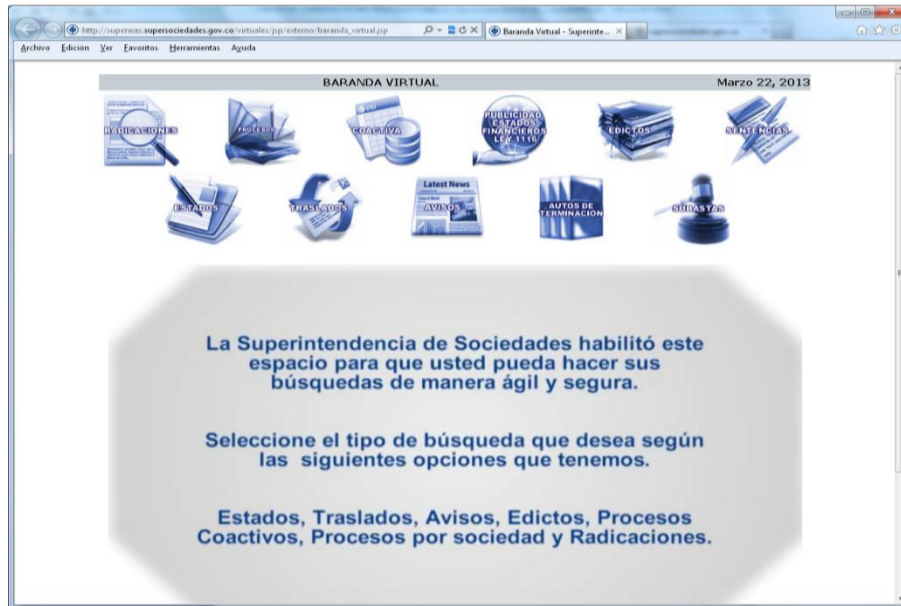 http://superwas.supersociedades.gov.co/virtuales/jsp/externo/baranda_virtual.jsp
Baranda Virtual - Superinte...
Archivo Edición Ver Favoritos Herramientas Ayuda
BARANDA VIRTUAL Marzo 22, 2013
RADICACIONES
PROCESOS
COACTIVA
PUBLICIDAD
ESTADOS
FINANCIEROS
LEY 1116
EDICTOS
SENTENCIAS
ESTADOS
TRASLADOS
Latest News
AVISOS
AUTOS DE
TERMINACION
SUBASTAS
La Superintendencia de Sociedades habilitó este
espacio para que usted pueda hacer sus
búsquedas de manera ágil y segura.
Seleccione el tipo de búsqueda que desea según
las siguientes opciones que tenemos.
Estados, Traslados, Avisos, Edictos, Procesos
Coactivos, Procesos por sociedad y Radicaciones.